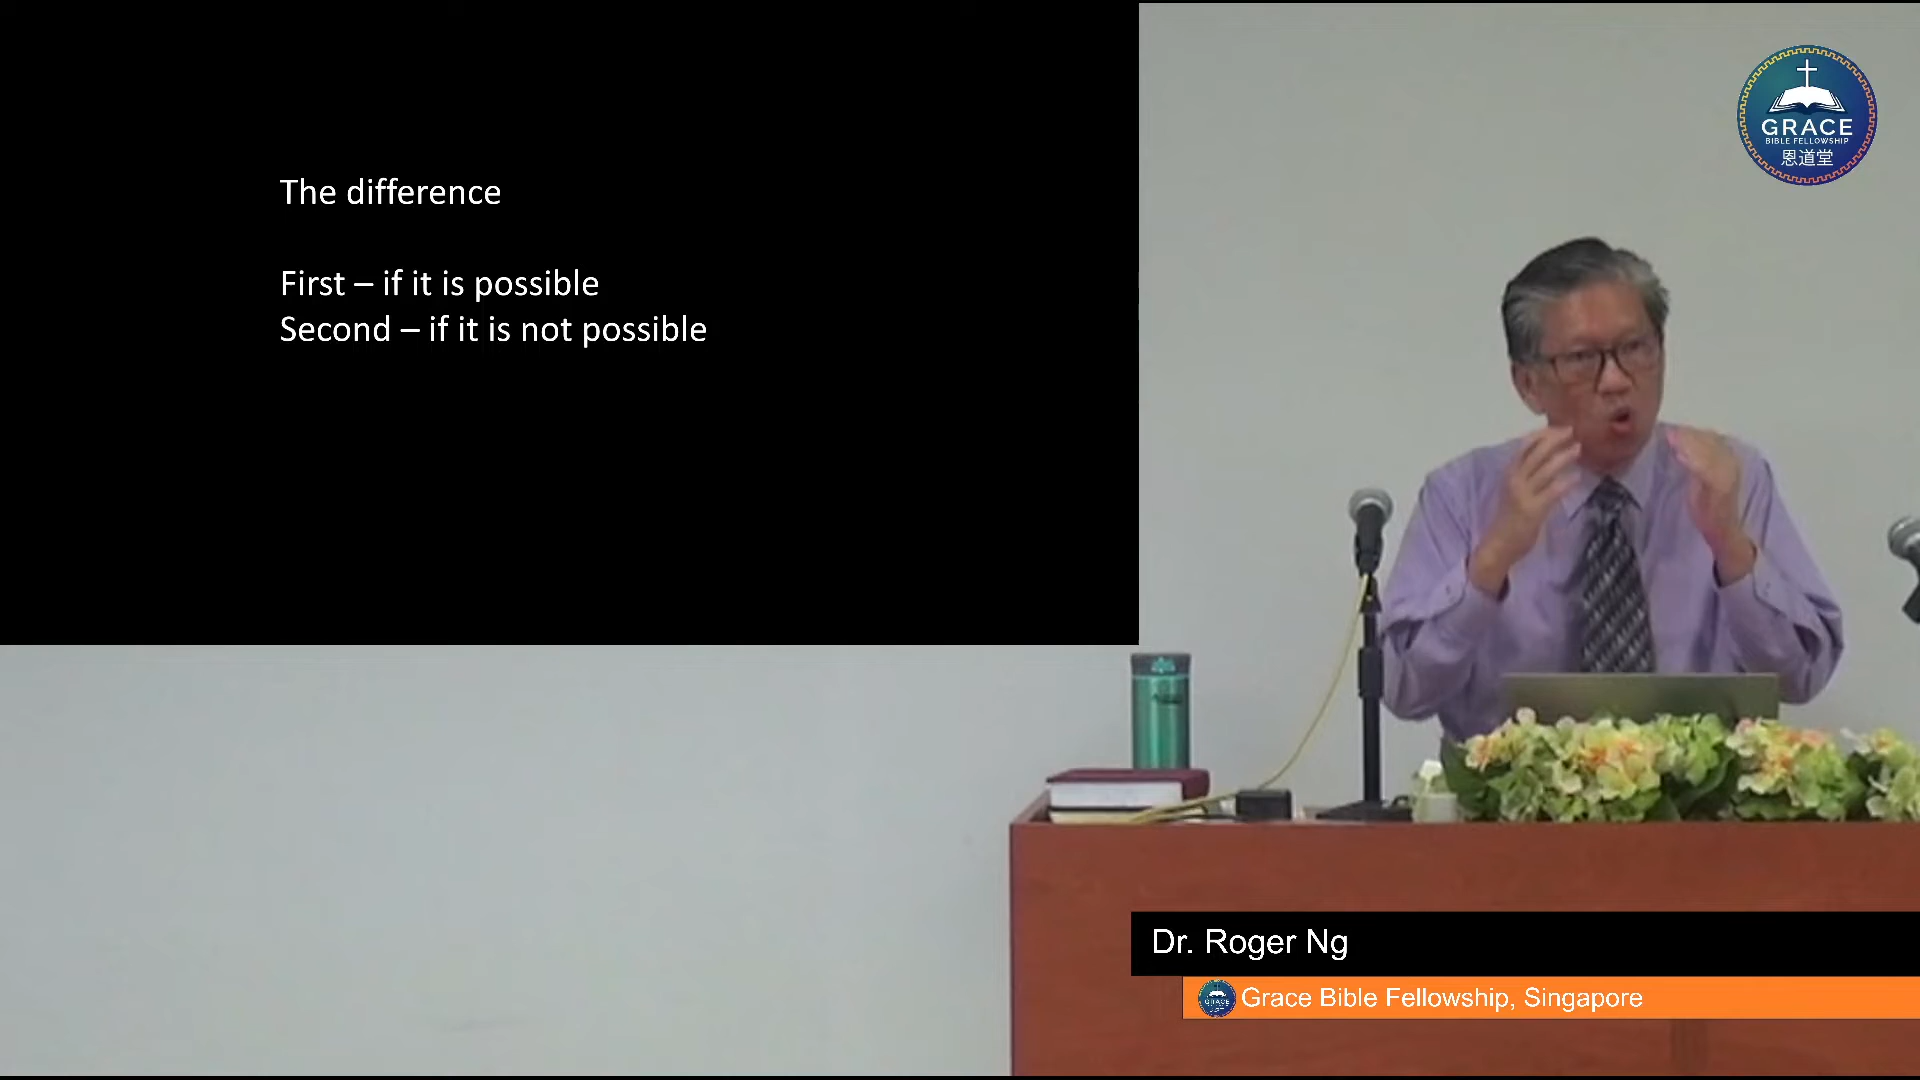 The difference
First – if it is possible
Second – if it is not possible
GRACE
BIBLE FELLOWSHIP
恩道堂
Dr. Roger Ng
GRACE
Grace Bible Fellowship, Singapore